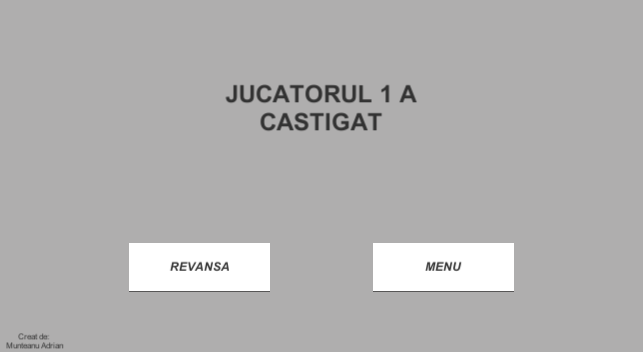 JUCATORUL 1 A
CASTIGAT
REVANSA
MENU
Creat de:
Munteanu Adrian